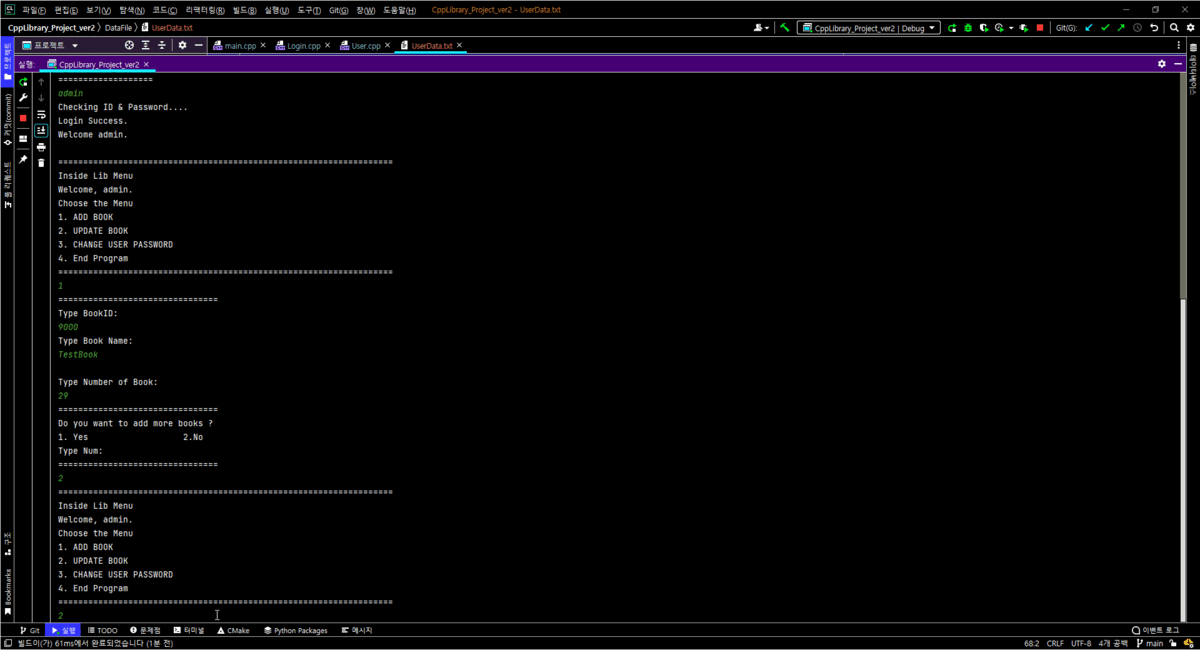 CL 파일(F) 편집(E) 보기(V) 탐색(N) 코드(C) 리팩터링(R) 빌드(B) 실행(U) 도구(T) Git(G) 창(W) 도움말(H) CppLibrary_Project_ver2 - UserData.txt
CppLibrary_Project_ver2 〉 DataFile 〉 UserData.txt CppLibrary_Project_ver2 | Debug Git(G):
프로젝트 main.cpp Login.cpp User.cpp UserData.txt
실행: CppLibrary_Project_ver2
프로젝트
커밋(commit)
풀 리퀘스트
구조
Bookmarks
===================
admin
Checking ID & Password....
Login Success.
Welcome admin.
===================================================================
Inside Lib Menu
Welcome, admin.
Choose the Menu
1. ADD BOOK
2. UPDATE BOOK
3. CHANGE USER PASSWORD
4. End Program
===================================================================
1
================================
Type BookID:
9000
Type Book Name:
TestBook
Type Number of Book:
29
================================
Do you want to add more books ?
1. Yes 2.No
Type Num:
================================
2
===================================================================
Inside Lib Menu
Welcome, admin.
Choose the Menu
1. ADD BOOK
2. UPDATE BOOK
3. CHANGE USER PASSWORD
4. End Program
===================================================================
2
Git 실행 TODO 문제점 터미널 CMake Python Packages 메시지 이벤트 로그
빌드이(가) 61ms에서 완료되었습니다 (1분 전) 68:2 CRLF UTF-8 4개 공백 main